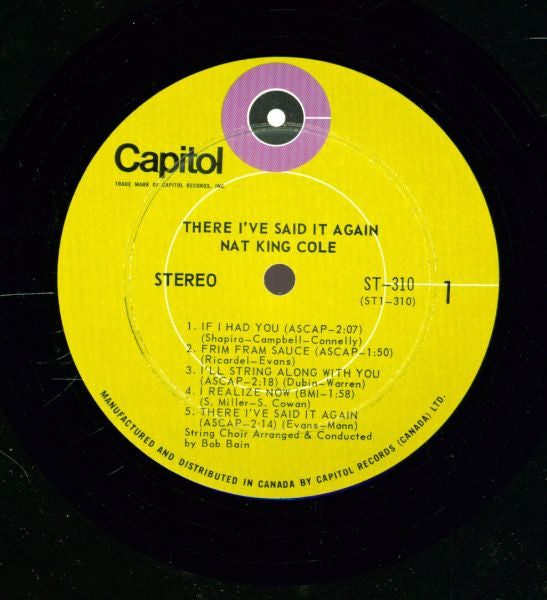 Capitol
TRADE MARK OF CAPITOL RECORDS, INC.
THERE I'VE SAID IT AGAIN
NAT KING COLE
STEREO
ST-310
(ST1-310)
1
1. IF I HAD YOU (ASCAP-2:07)
(Shapiro-Campbell-Connelly)
2. FRIM FRAM SAUCE (ASCAP-1:50)
(Ricardel-Evans)
3. I'LL STRING ALONG WITH YOU
(ASCAP-2:18) (Dubin-Warren)
4. I REALIZE NOW (BMI-1:58)
(S. Miller-S. Cowan)
5. THERE I'VE SAID IT AGAIN
(ASCAP-2:14) (Evans-Mann)
String Choir Arranged & Conducted
by Bob Bain
MANUFACTURED AND DISTRIBUTED IN CANADA BY CAPITOL RECORDS (CANADA) LTD.